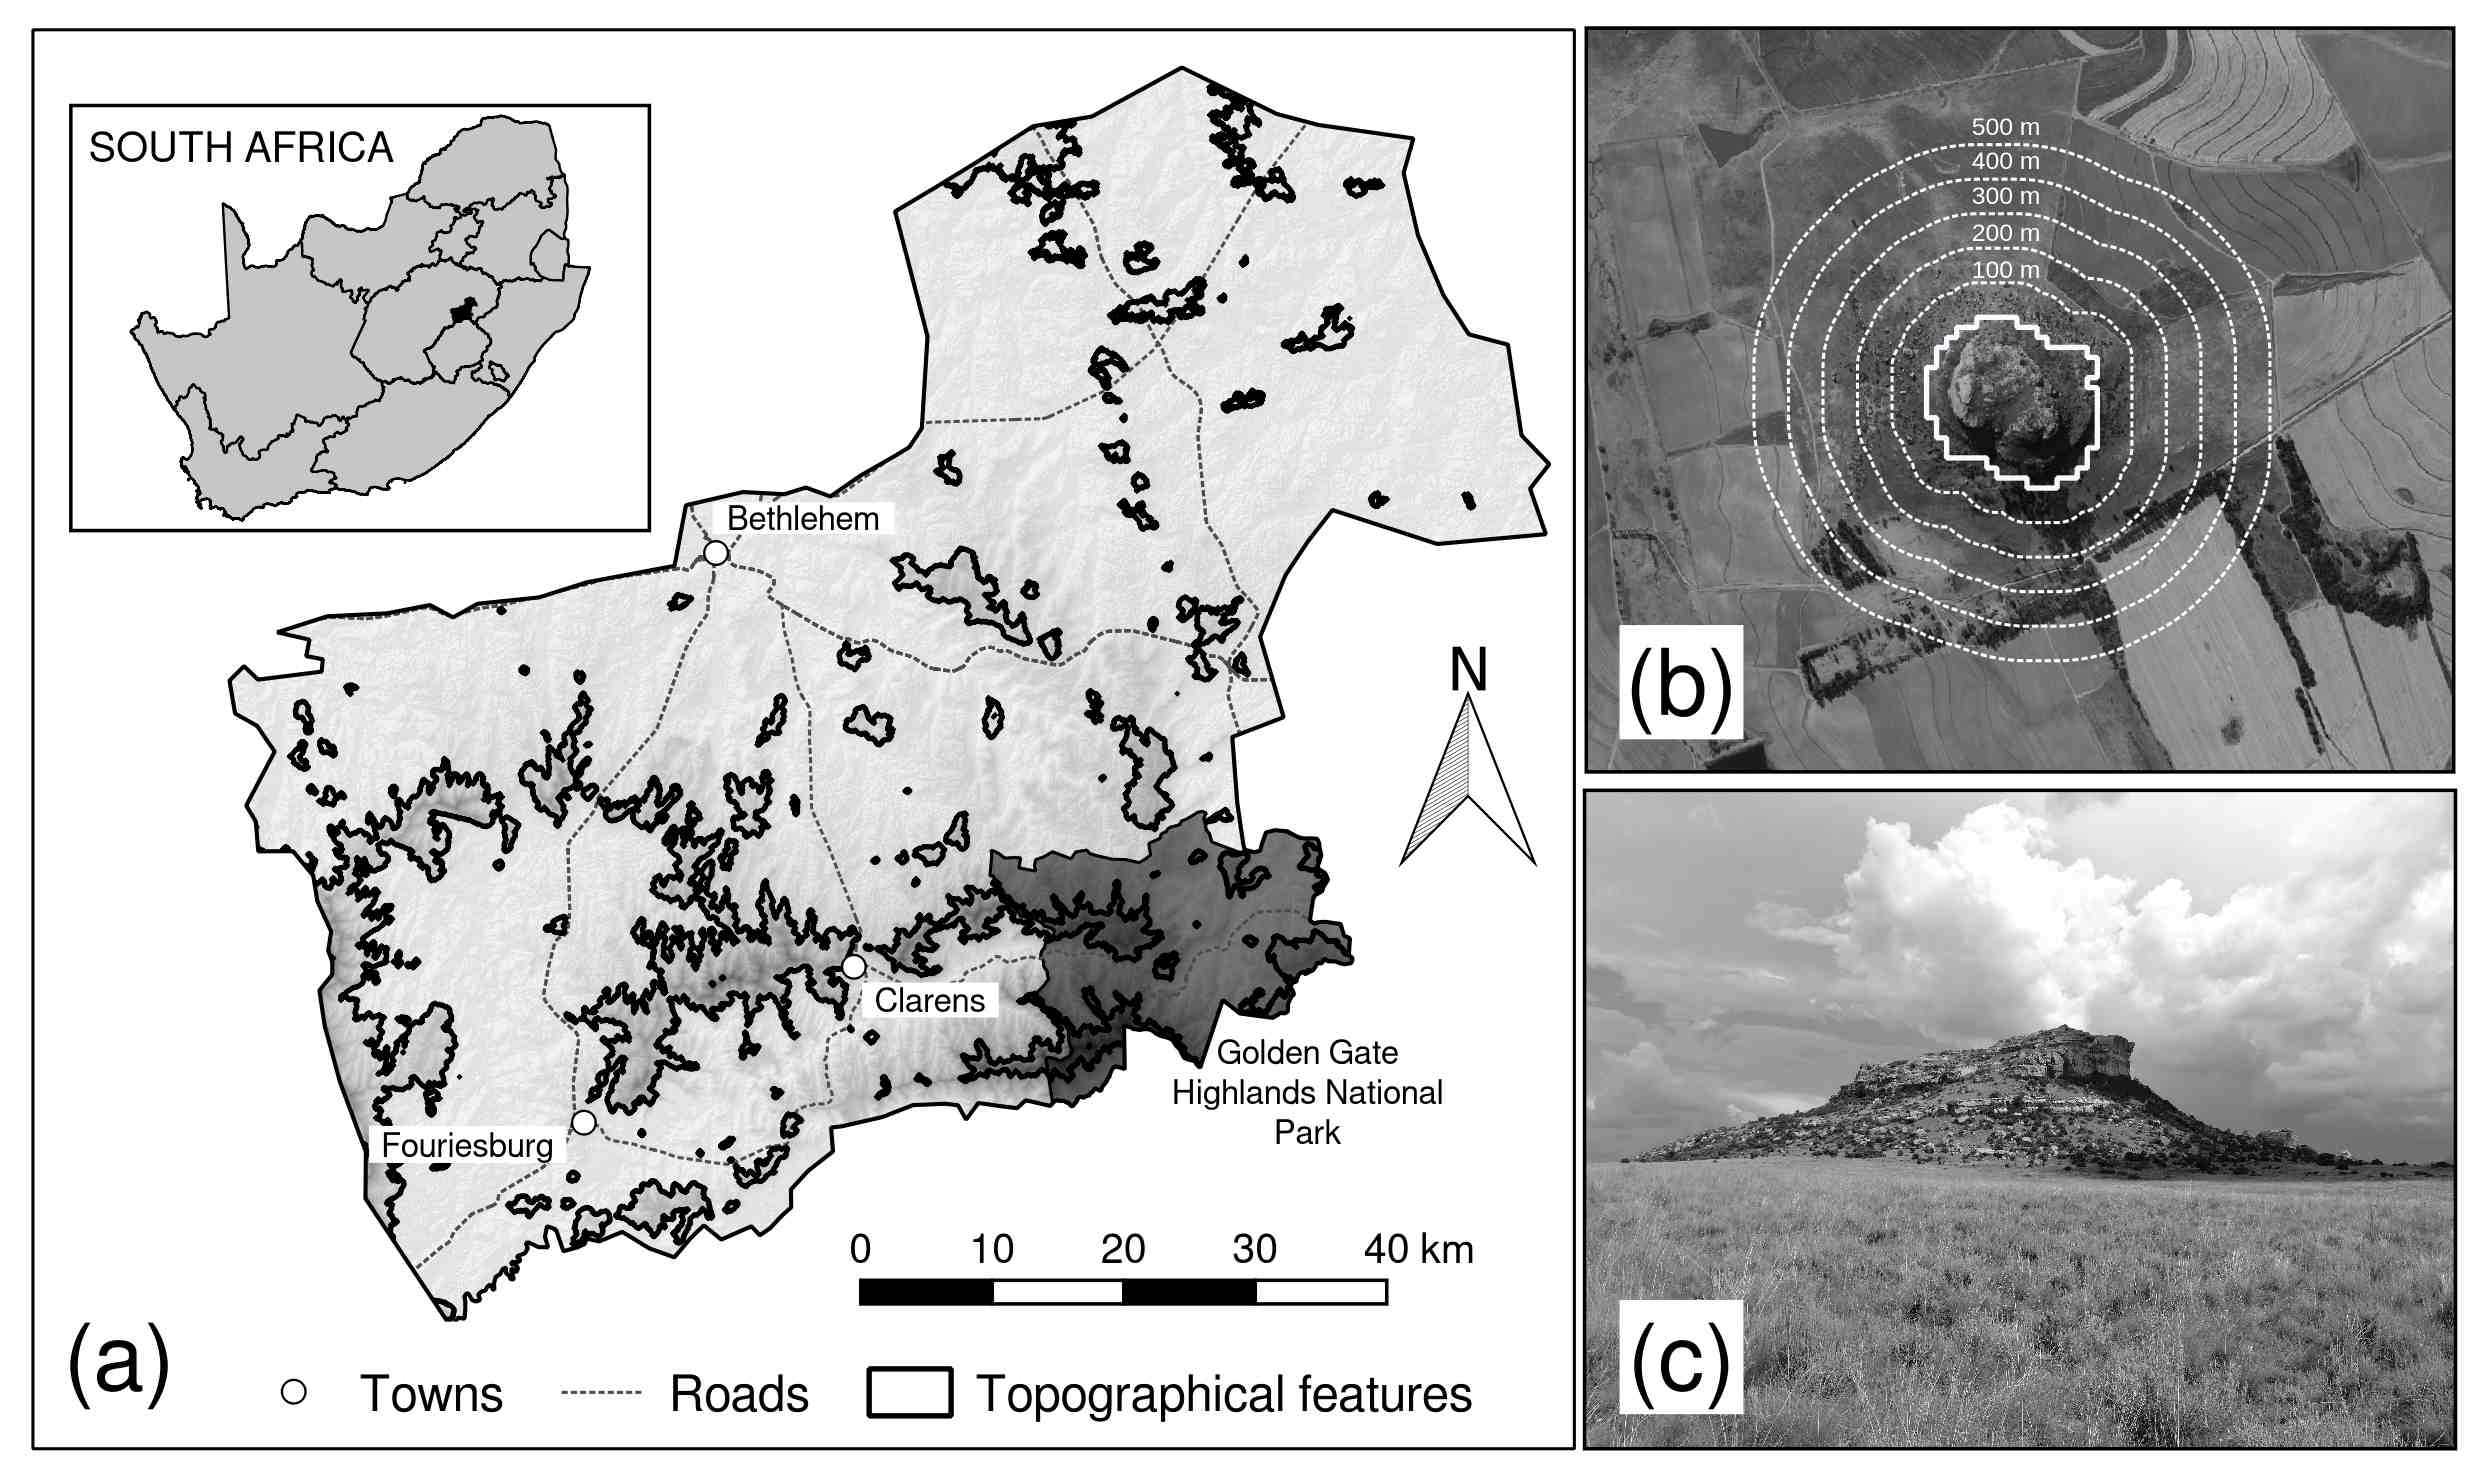 SOUTH AFRICA
Bethlehem
N
Clarens
Golden Gate
Highlands National
Park
Fouriesburg
0 10 20 30 40 km
(a)
Towns Roads Topographical features
500 m
400 m
300 m
200 m
100 m
(b)
(c)